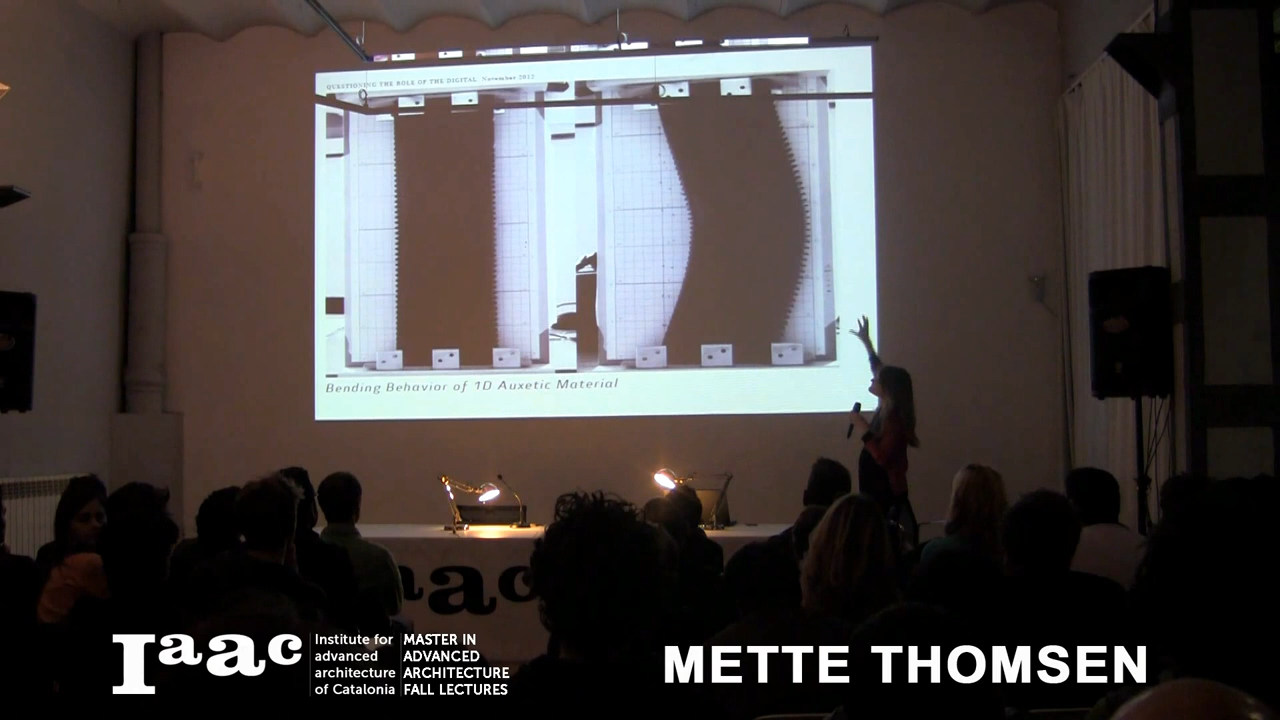 QUESTIONING THE ROLE OF THE DIGITAL November 2012
Bending Behavior of 1D Auxetic Material
aac
Iaac
Institute for
advanced
architecture
of Catalonia
MASTER IN
ADVANCED
ARCHITECTURE
FALL LECTURES
METTE THOMSEN